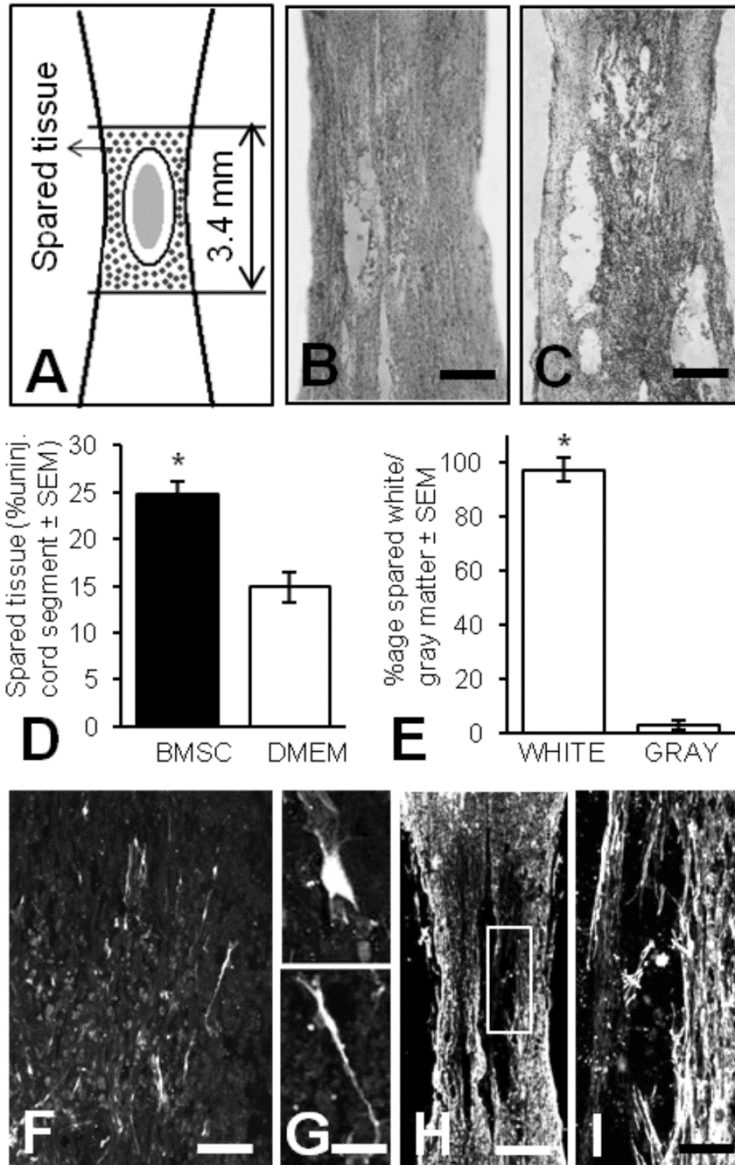 Spared tissue
3.4 mm
A
B
C
Spared tissue (%uninj.
cord segment ± SEM)
30
25
20
15
10
5
0
*
BMSC
DMEM
D
%age spared white/
gray matter ± SEM
100
80
60
40
20
0
*
WHITE
GRAY
E
F
G
H
I